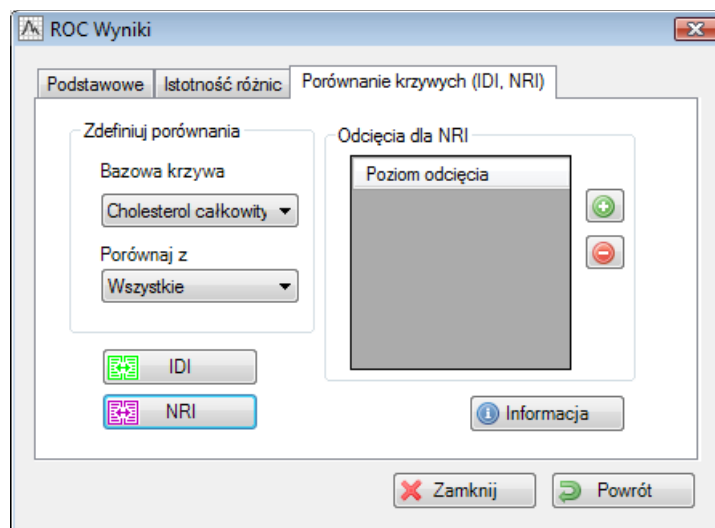 ROC Wyniki
Podstawowe
Istotność różnic
Porównanie krzywych (IDI, NRI)
Zdefiniuj porównania
Bazowa krzywa
Cholesterol całkowity
Porównaj z
Wszystkie
IDI
NRI
Odcięcia dla NRI
Poziom odcięcia
Informacja
Zamknij
Powrót